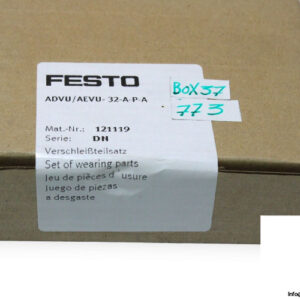 FESTO
ADVU/AEVU- 32-A-P-A
Mat.-Nr.: 121119
Serie: DN
Verschleißteilsatz
Set of wearing parts
Jeu de pièces d'usure
Juego de piezas
a desgaste
BOX 37
773